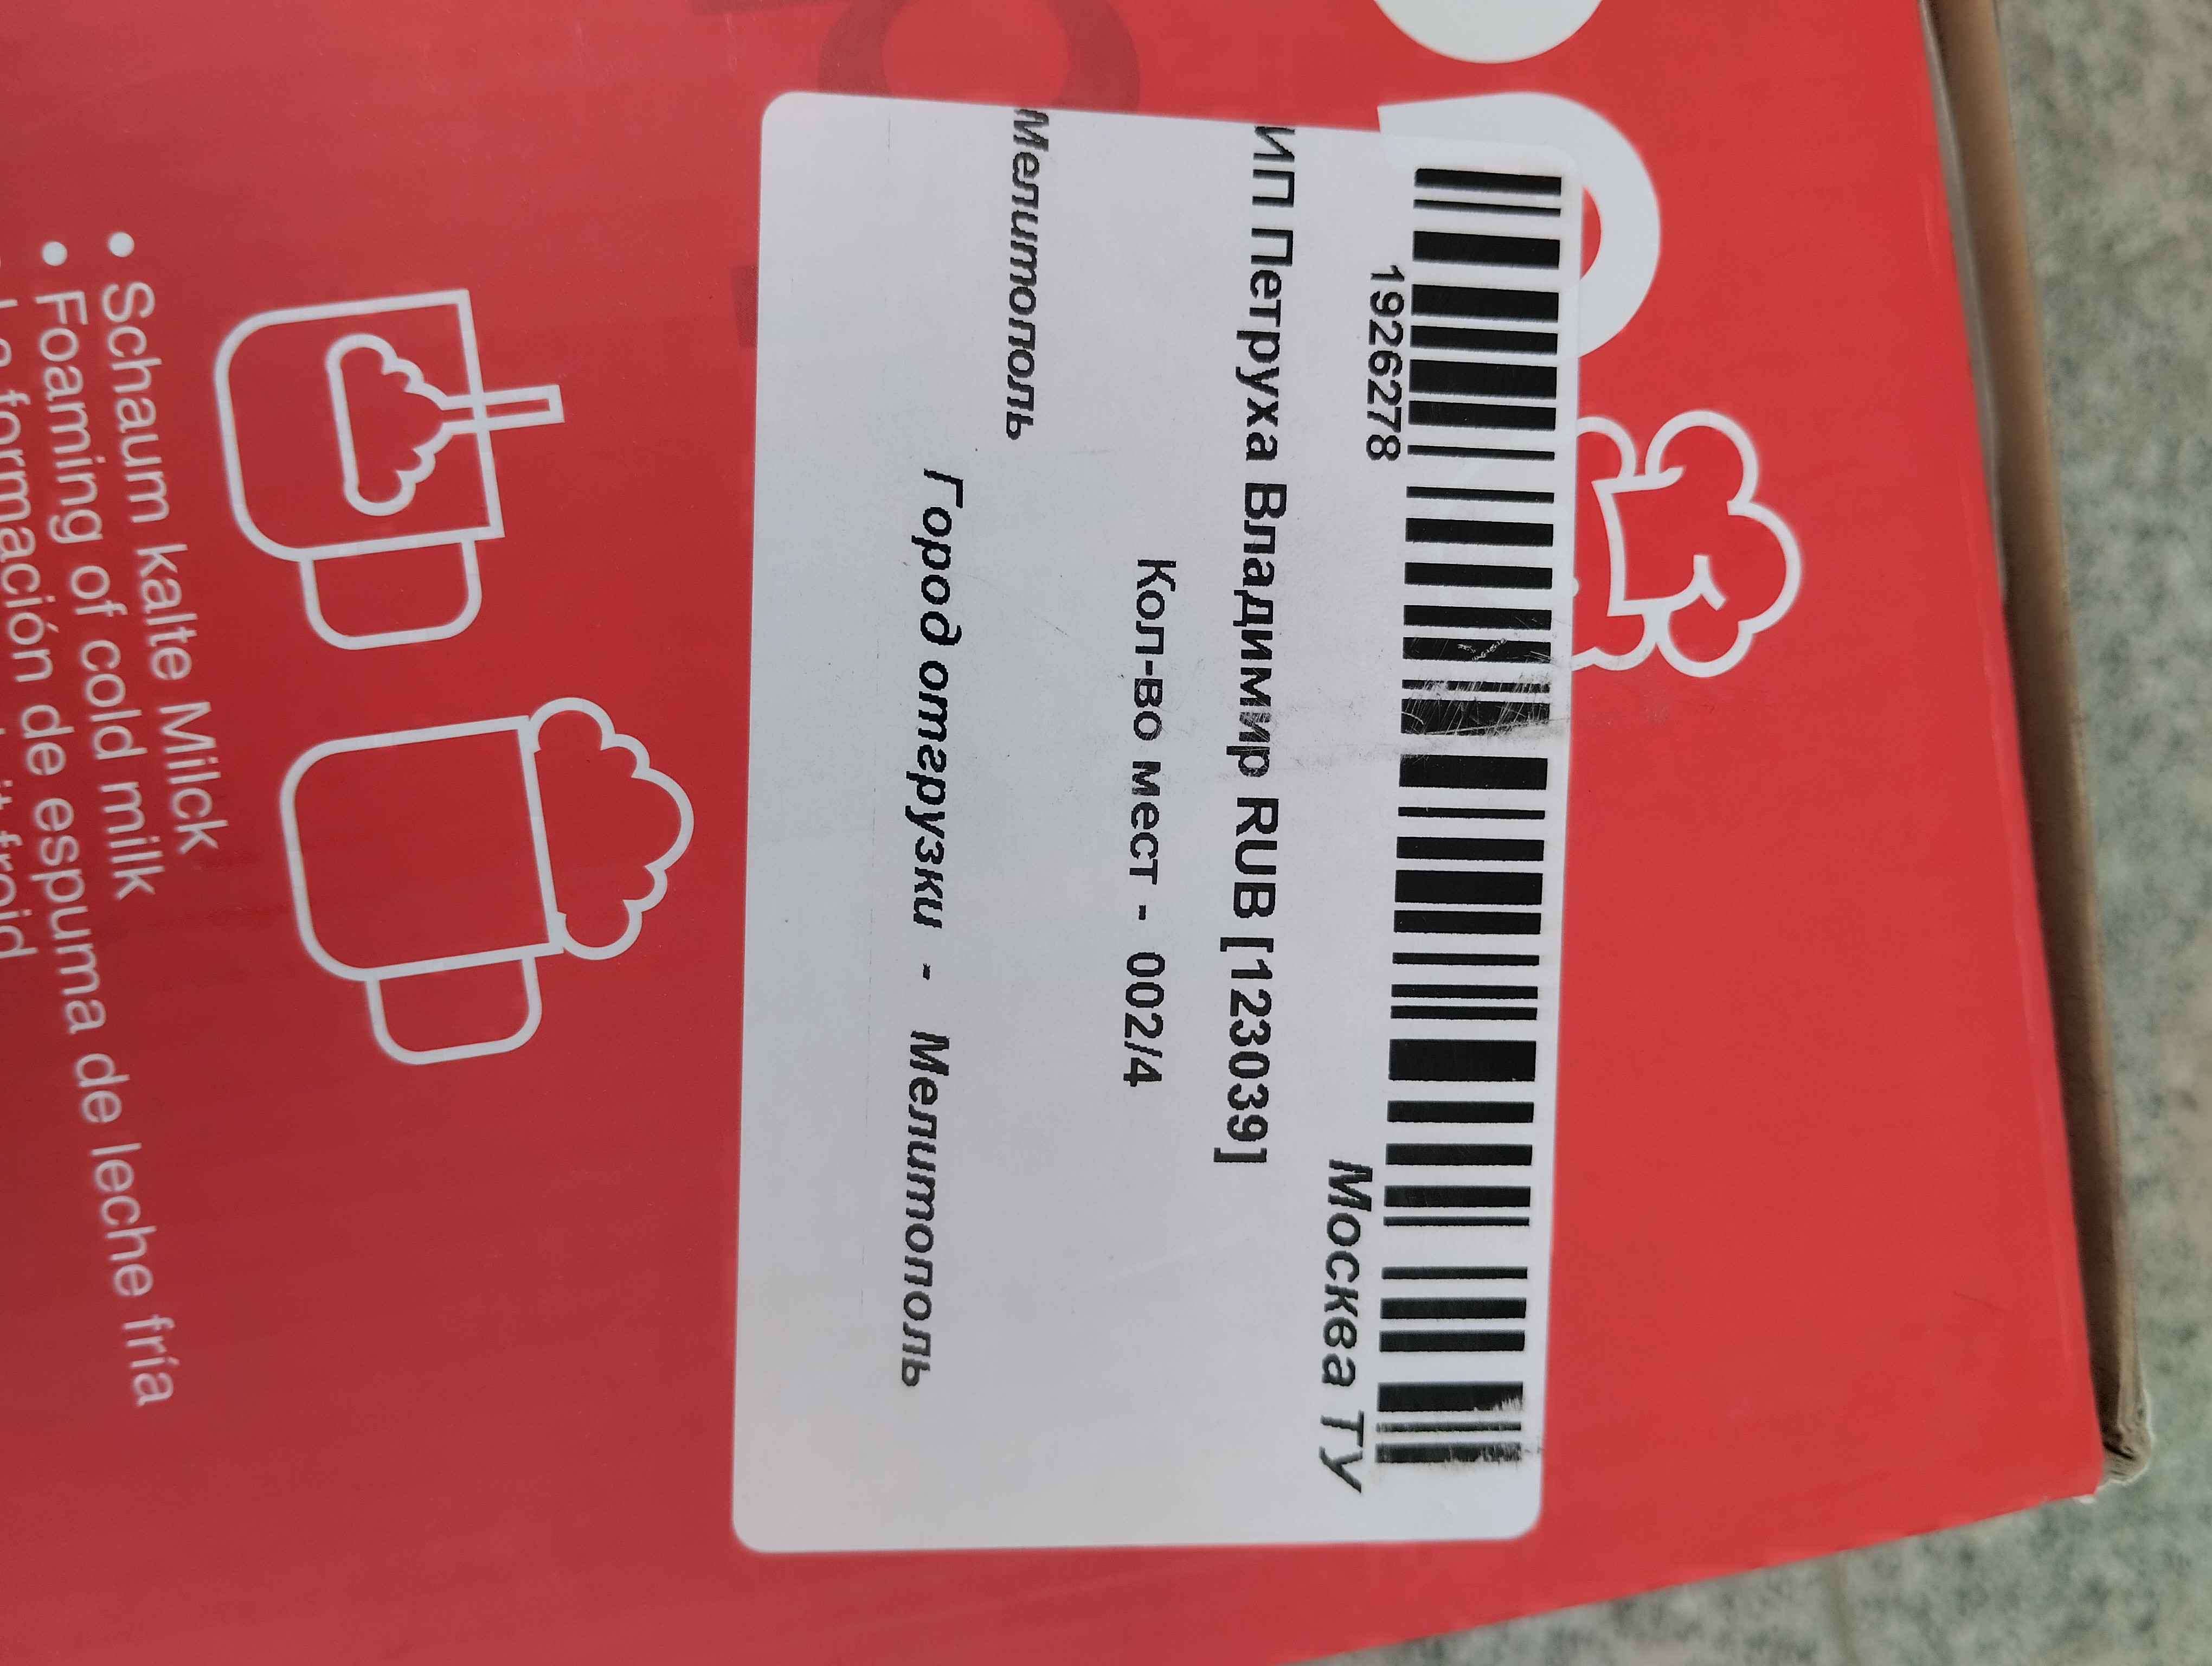 1926278
Москва ТУ
ИП Петруха Владимир RUB [123039]
Кол-во мест - 002/4
Мелитополь
Город отгрузки - Мелитополь
• Schaum kalte Milck
• Foaming of cold milk
formación de espuma de leche fría
froid